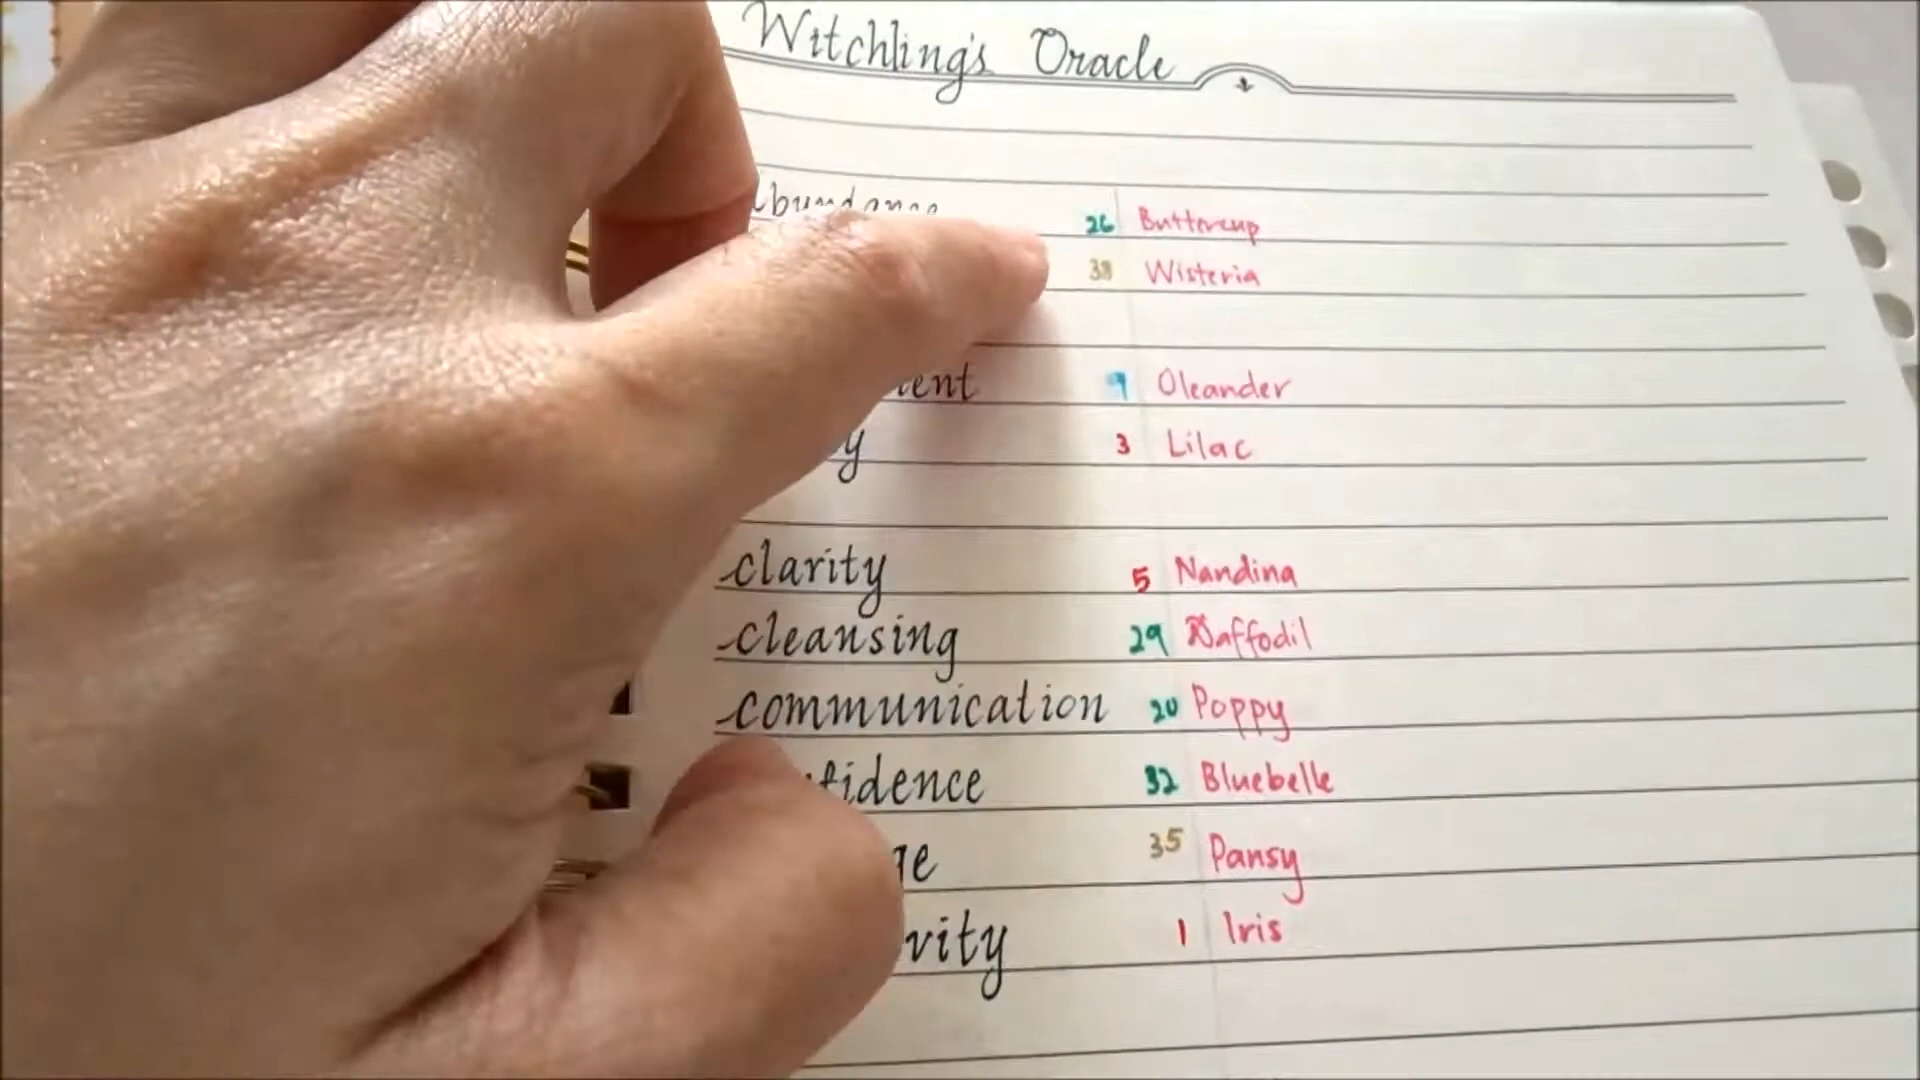 Witchling's Oracle
26 Buttercup
38 Wisteria
9 Oleander
3 Lilac
clarity 5 Nandina
cleansing 29 Daffodil
communication 20 Poppy
32 Bluebelle
35 Pansy
1 Iris